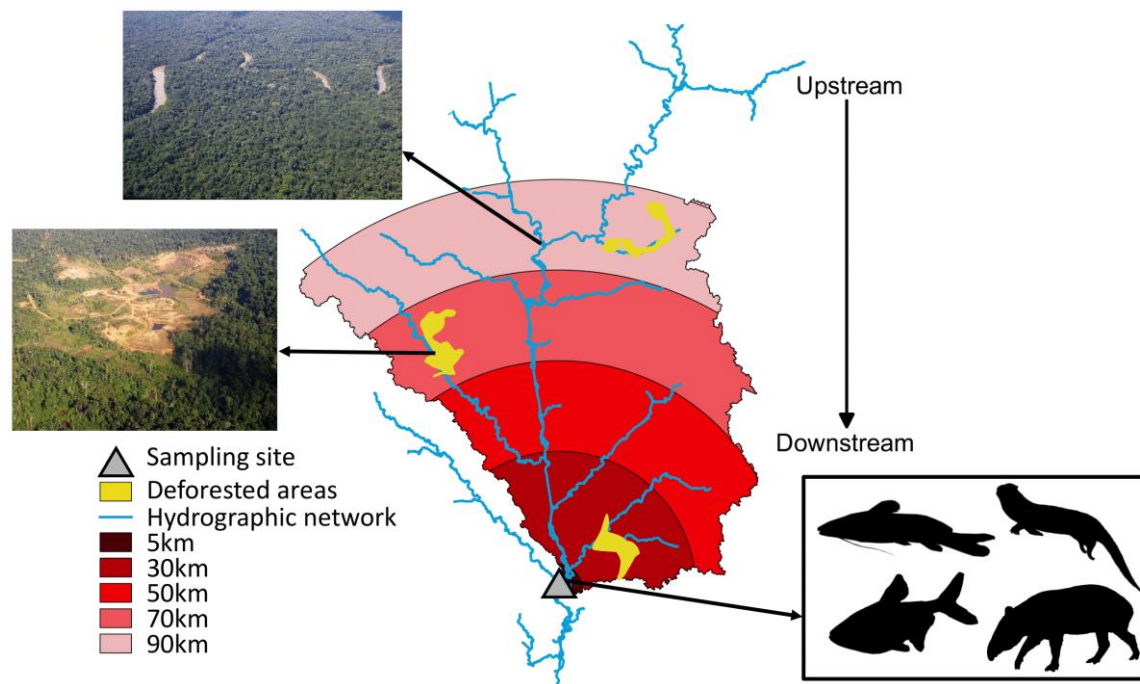 Upstream
Downstream
Sampling site
Deforested areas
Hydrographic network
5km
30km
50km
70km
90km